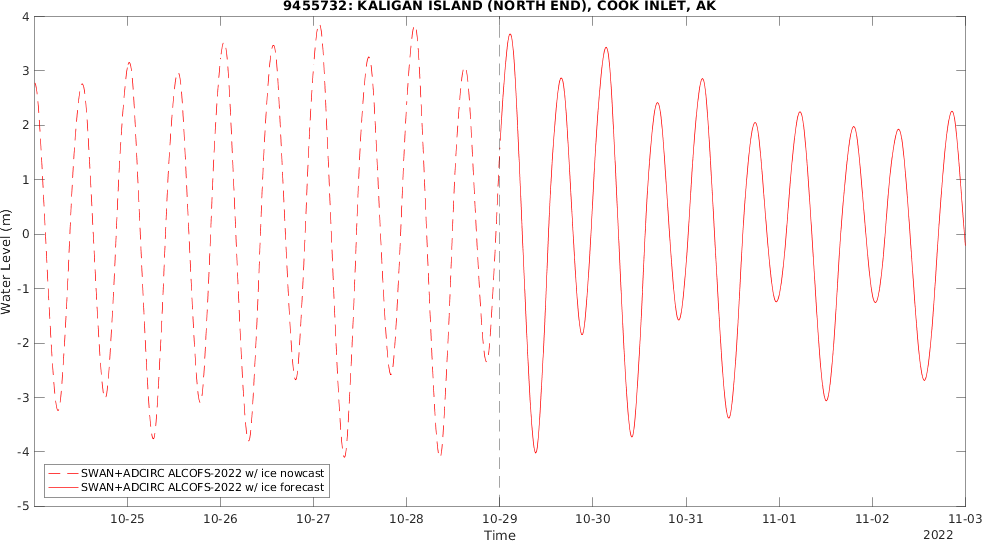 9455732: KALIGAN ISLAND (NORTH END), COOK INLET, AK
4
3
2
1
0
-1
-2
-3
-4
-5
Water Level (m)
SWAN+ADCIRC ALCOFS-2022 w/ ice nowcast
SWAN+ADCIRC ALCOFS-2022 w/ ice forecast
10-25 10-26 10-27 10-28 10-29 10-30 10-31 11-01 11-02 11-03
Time
2022